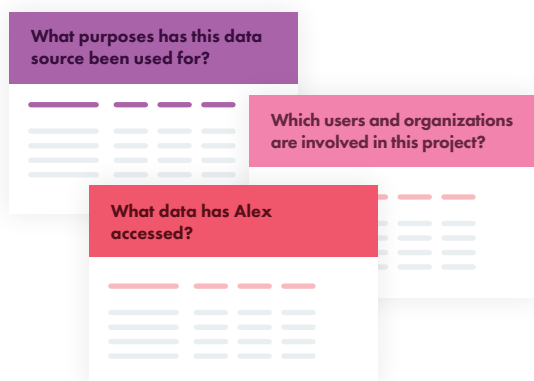 What purposes has this data
source been used for?
Which users and organizations
are involved in this project?
What data has Alex
accessed?